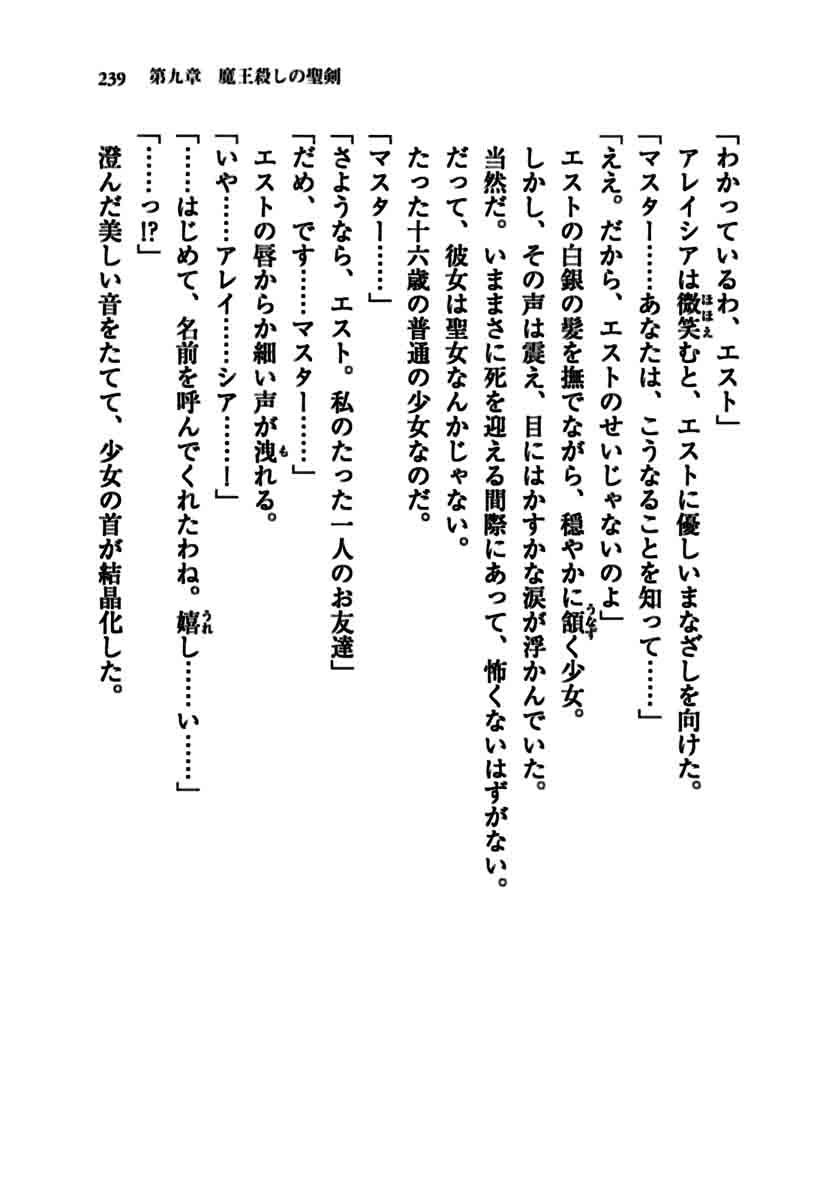 239　第九章　魔王殺しの聖剣
「わかっているわ、エスト」
アレイシアは微笑むと、エストに優しいまなざしを向けた。
「マスター……あなたは、こうなることを知って……」
「ええ。だから、エストのせいじゃないのよ」
エストの白銀の髪を撫でながら、穏やかに頷く少女。
しかし、その声は震え、目にはかすかな涙が浮かんでいた。
当然だ。いままさに死を迎える間際にあって、怖くないはずがない。
だって、彼女は聖女なんかじゃない。
たった十六歳の普通の少女なのだ。
「マスター……」
「さようなら、エスト。私のたった一人のお友達」
「だめ、です……マスター……」
エストの唇からか細い声が洩れる。
「いや……アレイ……シア……ー」
「……はじめて、名前を呼んでくれたわね。嬉し……い……」
「……っ!?」
澄んだ美しい音をたてて、少女の首が結晶化した。